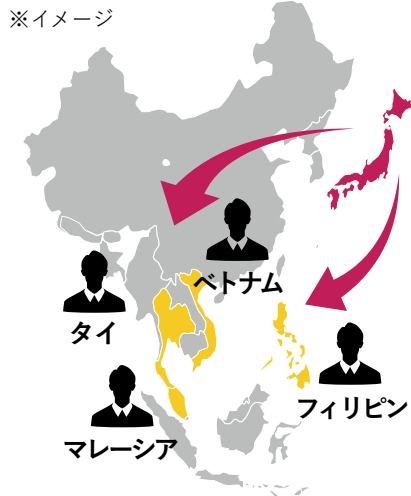 ※イメージ
ベトナム
タイ
フィリピン
マレーシア